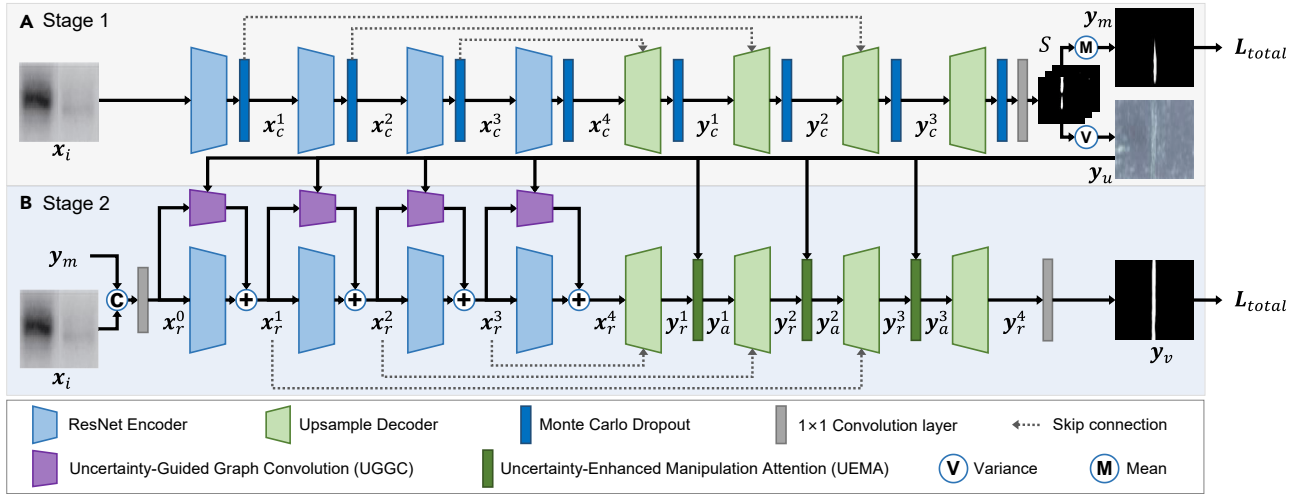 A Stage 1
x_i
x_c^1
x_c^2
x_c^3
x_c^4
y_c^1
y_c^2
y_c^3
S
M
V
y_m
L_total
y_u
B Stage 2
y_m
C
x_i
x_r^0
+
x_r^1
+
x_r^2
+
x_r^3
+
x_r^4
y_r^1
y_a^1
y_r^2
y_a^2
y_r^3
y_a^3
y_r^4
y_v
L_total
ResNet Encoder
Upsample Decoder
Monte Carlo Dropout
1×1 Convolution layer
Skip connection
Uncertainty-Guided Graph Convolution (UGGC)
Uncertainty-Enhanced Manipulation Attention (UEMA)
V Variance
M Mean